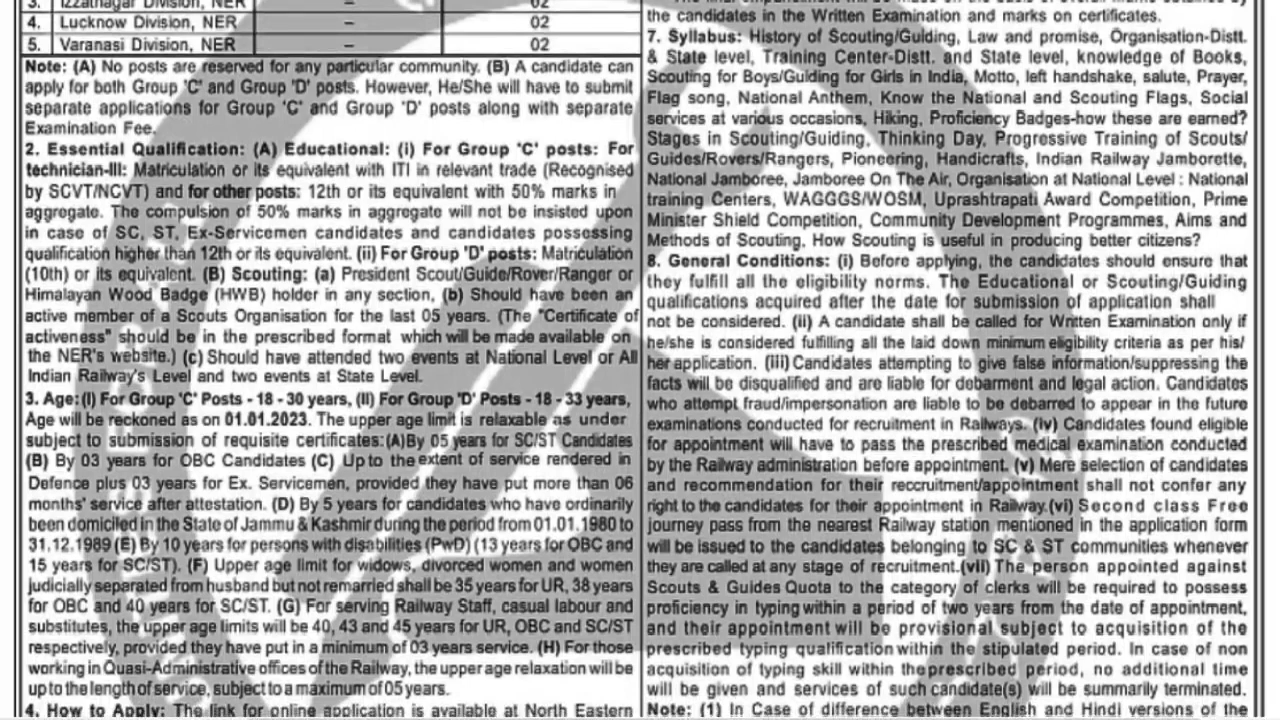 3. Izzatnagar Division, NER – 02
4. Lucknow Division, NER – 02
5. Varanasi Division, NER – 02
Note: (A) No posts are reserved for any particular community. (B) A candidate can
apply for both Group 'C' and Group 'D' posts. However, He/She will have to submit
separate applications for Group 'C' and Group 'D' posts along with separate
Examination Fee.
2. Essential Qualification: (A) Educational: (i) For Group 'C' posts: For
technician-III: Matriculation or its equivalent with ITI in relevant trade (Recognised
by SCVT/NCVT) and for other posts: 12th or its equivalent with 50% marks in
aggregate. The compulsion of 50% marks in aggregate will not be insisted upon
in case of SC, ST, Ex-Servicemen candidates and candidates possessing
qualification higher than 12th or its equivalent. (ii) For Group 'D' posts: Matriculation
(10th) or its equivalent. (B) Scouting: (a) President Scout/Guide/Rover/Ranger or
Himalayan Wood Badge (HWB) holder in any section, (b) Should have been an
active member of a Scouts Organisation for the last 05 years. (The "Certificate of
activeness" should be in the prescribed format which will be made available on
the NER's website.) (c) Should have attended two events at National Level or All
Indian Railway's Level and two events at State Level.
3. Age: (I) For Group 'C' Posts - 18 - 30 years, (II) For Group 'D' Posts - 18 - 33 years,
Age will be reckoned as on 01.01.2023. The upper age limit is relaxable as under
subject to submission of requisite certificates: (A) By 05 years for SC/ST Candidates
(B) By 03 years for OBC Candidates (C) Up to the extent of service rendered in
Defence plus 03 years for Ex. Servicemen, provided they have put more than 06
months' service after attestation. (D) By 5 years for candidates who have ordinarily
been domiciled in the State of Jammu & Kashmir during the period from 01.01.1980 to
31.12.1989 (E) By 10 years for persons with disabilities (PwD) (13 years for OBC and
15 years for SC/ST). (F) Upper age limit for widows, divorced women and women
judicially separated from husband but not remarried shall be 35 years for UR, 38 years
for OBC and 40 years for SC/ST. (G) For serving Railway Staff, casual labour and
substitutes, the upper age limits will be 40, 43 and 45 years for UR, OBC and SC/ST
respectively, provided they have put in a minimum of 03 years service. (H) For those
working in Quasi-Administrative offices of the Railway, the upper age relaxation will be
up to the length of service, subject to a maximum of 05 years.
4. How to Apply: The link for online application is available at North Eastern
the candidates in the Written Examination and marks on certificates.
7. Syllabus: History of Scouting/Guiding, Law and promise, Organisation-Distt.
& State level, Training Center-Distt. and State level, knowledge of Books,
Scouting for Boys/Guiding for Girls in India, Motto, left handshake, salute, Prayer,
Flag song, National Anthem, Know the National and Scouting Flags, Social
services at various occasions, Hiking, Proficiency Badges-how these are earned?
Stages in Scouting/Guiding, Thinking Day, Progressive Training of Scouts/
Guides/Rovers/Rangers, Pioneering, Handicrafts, Indian Railway Jamborette,
National Jamboree, Jamboree On The Air, Organisation at National Level : National
training Centers, WAGGGS/WOSM, Uprashtrapati Award Competition, Prime
Minister Shield Competition, Community Development Programmes, Aims and
Methods of Scouting. How Scouting is useful in producing better citizens?
8. General Conditions: (i) Before applying, the candidates should ensure that
they fulfill all the eligibility norms. The Educational or Scouting/Guiding
qualifications acquired after the date for submission of application shall
not be considered. (ii) A candidate shall be called for Written Examination only if
he/she is considered fulfilling all the laid down minimum eligibility criteria as per his/
her application. (iii) Candidates attempting to give false information/suppressing the
facts will be disqualified and are liable for debarment and legal action. Candidates
who attempt fraud/impersonation are liable to be debarred to appear in the future
examinations conducted for recruitment in Railways. (iv) Candidates found eligible
for appointment will have to pass the prescribed medical examination conducted
by the Railway administration before appointment. (v) Mere selection of candidates
and recommendation for their reccruitment/appointment shall not confer any
right to the candidates for their appointment in Railway. (vi) Second class Free
journey pass from the nearest Railway station mentioned in the application form
will be issued to the candidates belonging to SC & ST communities whenever
they are called at any stage of recruitment. (vii) The person appointed against
Scouts & Guides Quota to the category of clerks will be required to possess
proficiency in typing within a period of two years from the date of appointment,
and their appointment will be provisional subject to acquisition of the
prescribed typing qualification within the stipulated period. In case of non
acquisition of typing skill within the prescribed period, no additional time
will be given and services of such candidate(s) will be summarily terminated.
Note: (1) In Case of difference between English and Hindi versions of the